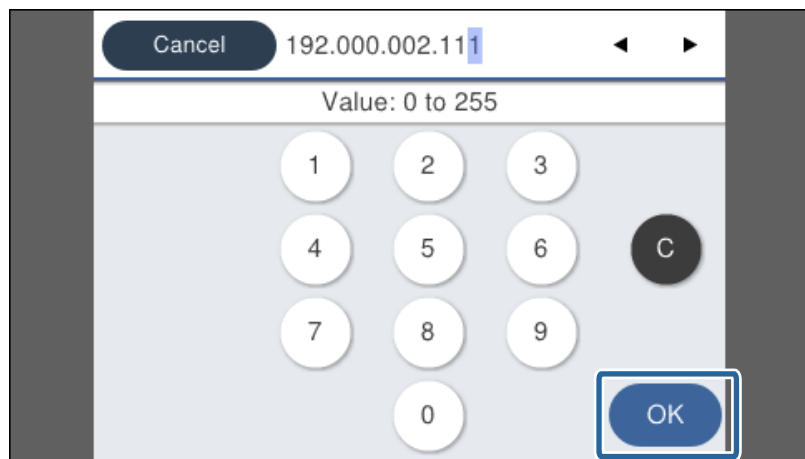 Cancel 192.000.002.111 ◄ ►
Value: 0 to 255
1 2 3
4 5 6 C
7 8 9
0 OK